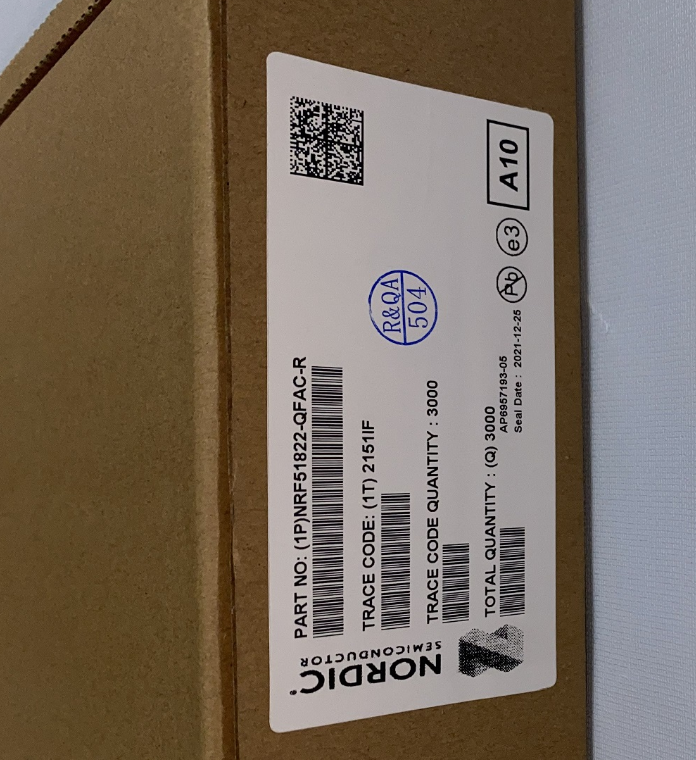 PART NO: (1P)NRF51822-QFAC-R
TRACE CODE: (1T) 2151IF
TRACE CODE QUANTITY : 3000
TOTAL QUANTITY : (Q) 3000
AP6957193-05
Seal Date : 2021-12-25
Pb
e3
A10
R&QA
504
NORDIC
SEMICONDUCTOR